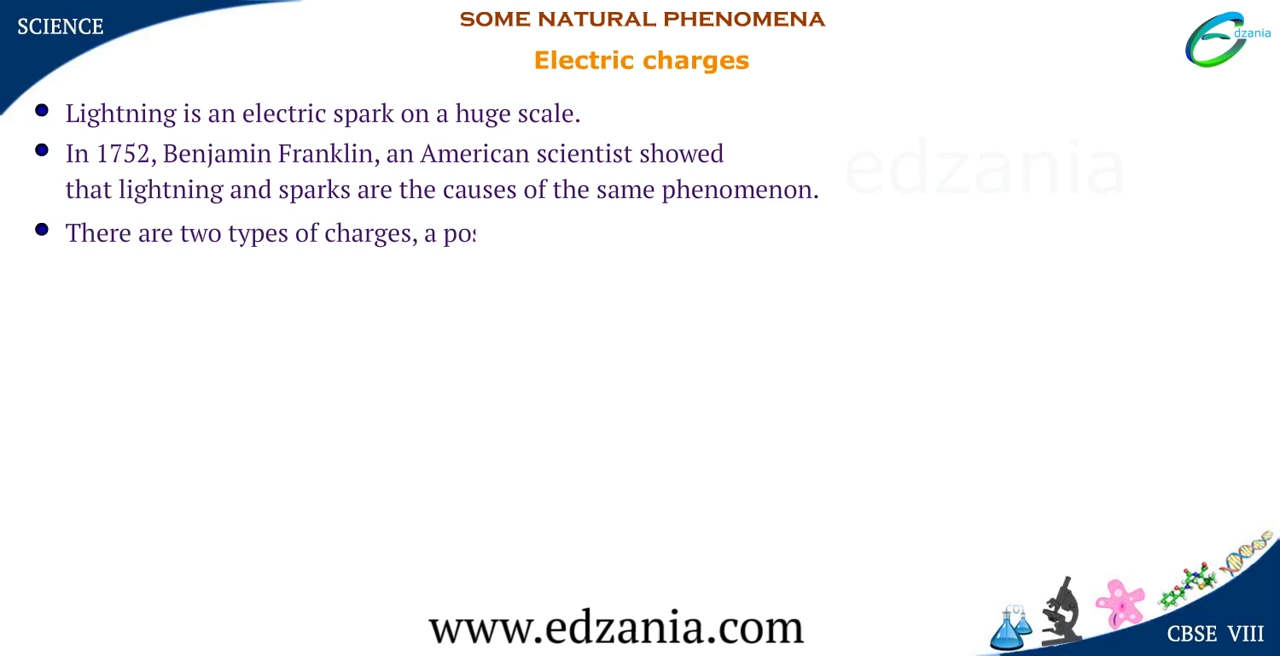 SCIENCE
SOME NATURAL PHENOMENA
dzania
Electric charges
Lightning is an electric spark on a huge scale.
In 1752, Benjamin Franklin, an American scientist showed
that lightning and sparks are the causes of the same phenomenon.
edzania
There are two types of charges, a pos
www.edzania.com
CBSE VIII